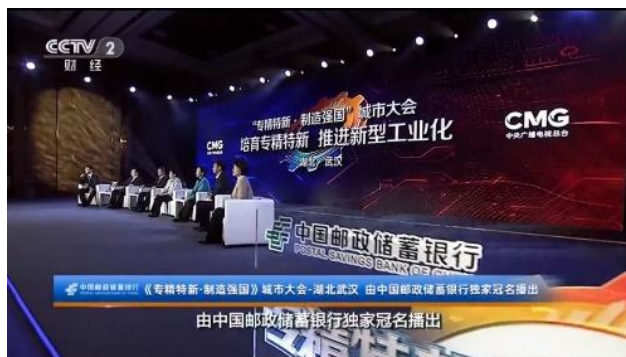 CCTV 2
财经
“专精特新·制造强国”城市大会
培育专精特新 推进新型工业化
湖北/武汉
CMG
CMG
中央广播电视总台
中国邮政储蓄银行
POSTAL SAVINGS BANK OF
中国邮政储蓄银行
《专精特新·制造强国》城市大会-湖北武汉 由中国邮政储蓄银行独家冠名播出
由中国邮政储蓄银行独家冠名播出